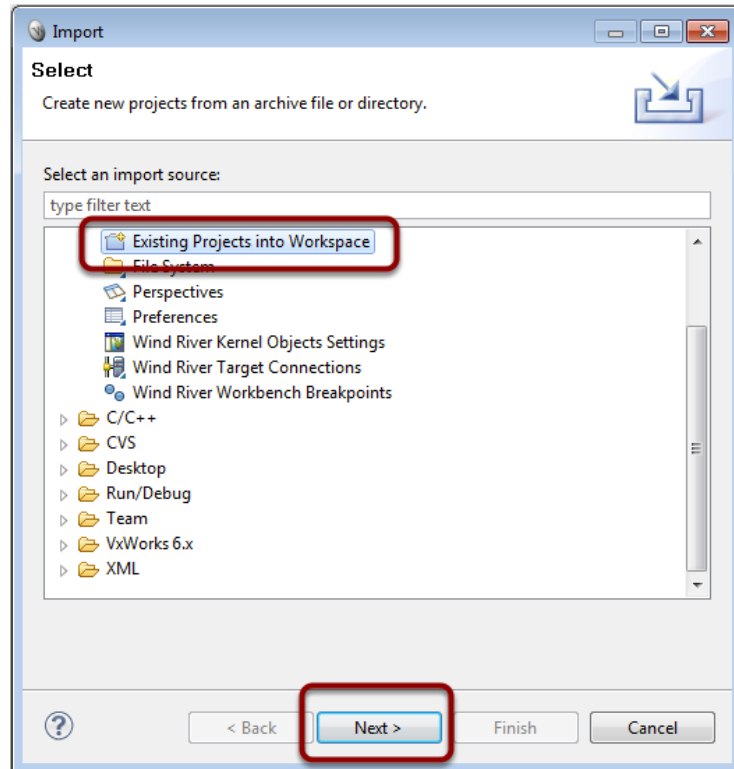 Import
Select
Create new projects from an archive file or directory.
Select an import source:
type filter text
Existing Projects into Workspace
File System
Perspectives
Preferences
Wind River Kernel Objects Settings
Wind River Target Connections
Wind River Workbench Breakpoints
C/C++
CVS
Desktop
Run/Debug
Team
VxWorks 6.x
XML
? < Back Next > Finish Cancel